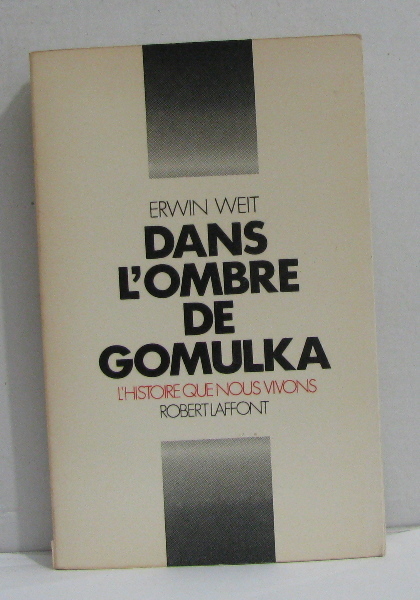 ERWIN WEIT
DANS
L'OMBRE
DE
GOMULKA
L'HISTOIRE QUE NOUS VIVONS
ROBERT LAFFONT